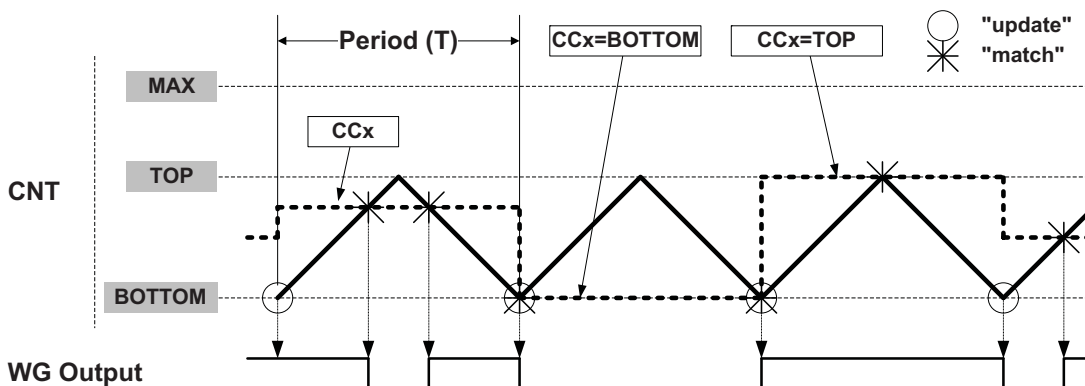 Period (T)
CCx=BOTTOM
CCx=TOP
"update"
"match"
MAX
CCx
TOP
CNT
BOTTOM
WG Output